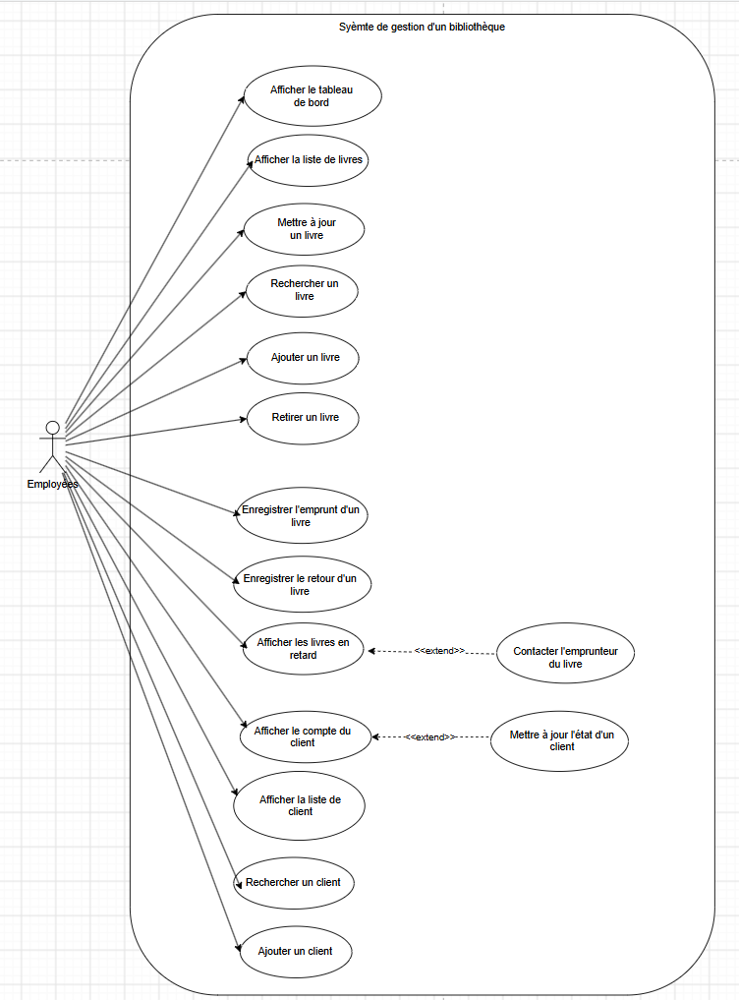 Syèmte de gestion d'un bibliothèque
Afficher le tableau
de bord
Afficher la liste de livres
Mettre à jour
un livre
Rechercher un
livre
Ajouter un livre
Retirer un livre
Employées
Enregistrer l'emprunt d'un
livre
Enregistrer le retour d'un
livre
Afficher les livres en
retard
<<extend>>
Contacter l'emprunteur
du livre
Afficher le compte du
client
<<extend>>
Mettre à jour l'état d'un
client
Afficher la liste de
client
Rechercher un client
Ajouter un client